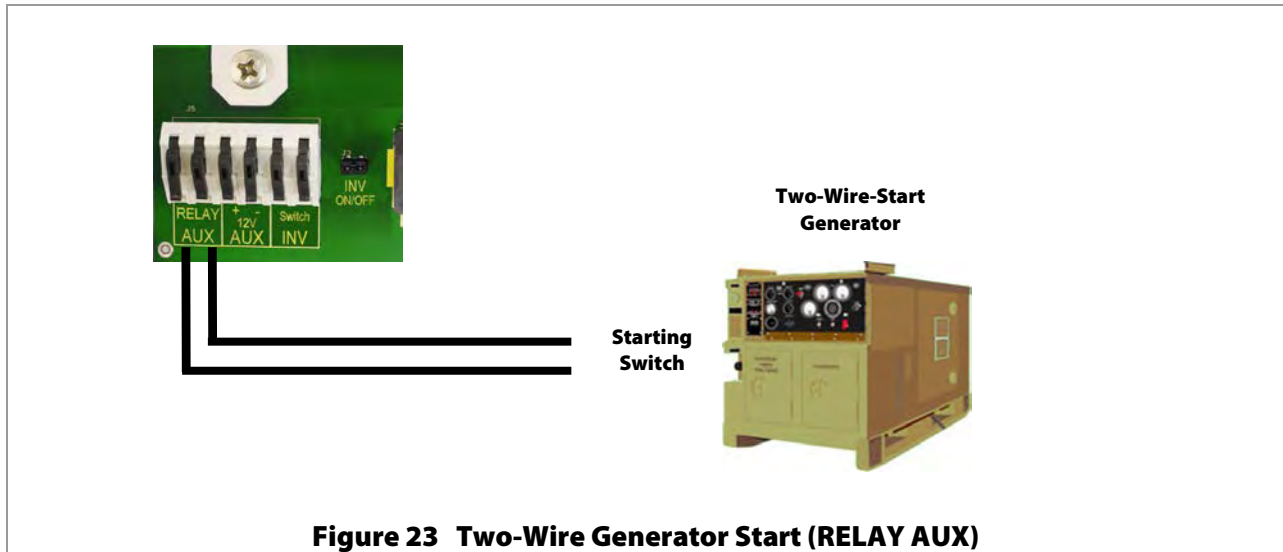 J5
J2
INV
ON/OFF
RELAY + - Switch
12V
AUX AUX INV
Two-Wire-Start
Generator
Starting
Switch
Figure 23 Two-Wire Generator Start (RELAY AUX)